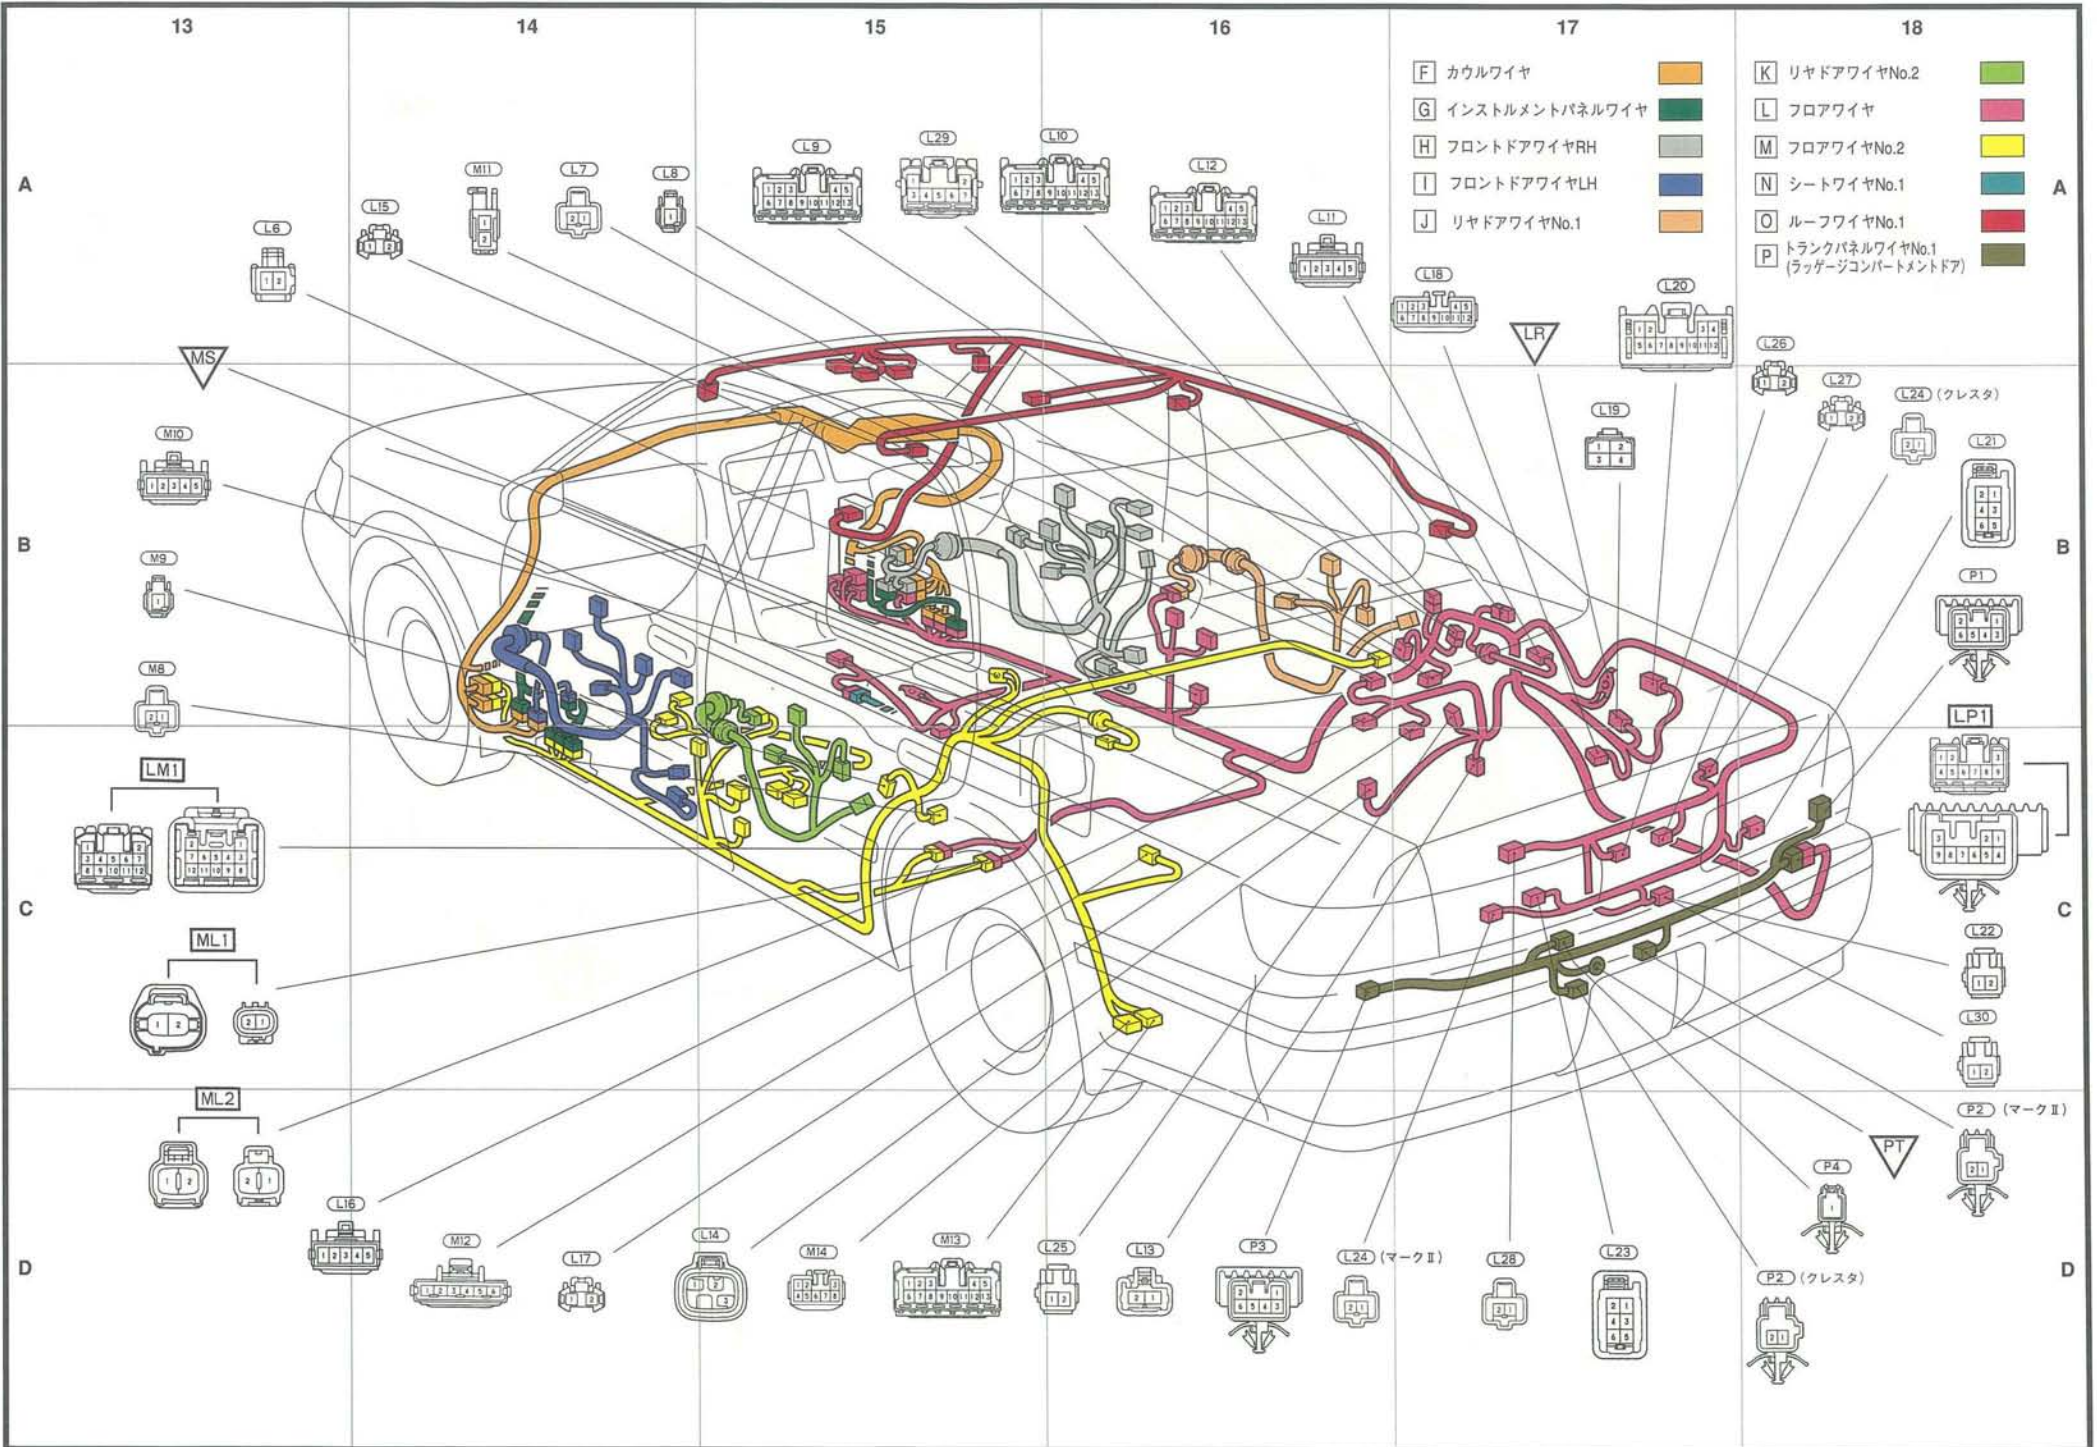 13 14 15 16 17 18
F カウルワイヤ
G インストルメントパネルワイヤ
H フロントドアワイヤRH
I フロントドアワイヤLH
J リヤドアワイヤNo.1
K リヤドアワイヤNo.2
L フロアワイヤ
M フロアワイヤNo.2
N シートワイヤNo.1
O ルーフワイヤNo.1
P トランクパネルワイヤNo.1
(ラッゲージコンパートメントドア)
A A
L6
L15
M11
L7
L8
L9
L29
L10
L12
L11
L18
LR
L20
L26
MS
L27
L24 (クレスタ)
L19
L21
M10
B B
M9
P1
M8
LP1
LM1
C C
ML1
L22
L30
ML2
P2 (マークⅡ)
PT
P4
L16
M12
L17
L14
M14
M13
L25
L13
P3
L24 (マークⅡ)
L28
L23
P2 (クレスタ)
D D